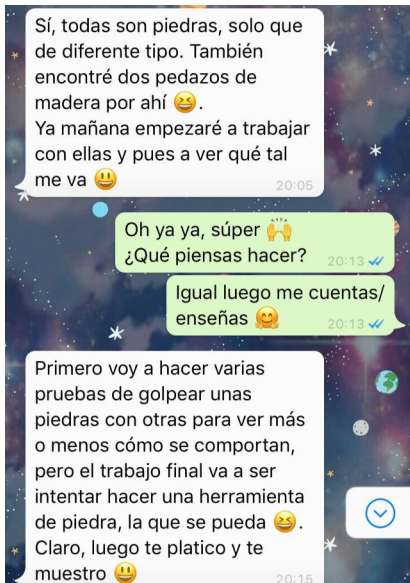 Sí, todas son piedras, solo que
de diferente tipo. También
encontré dos pedazos de
madera por ahí 😆.
Ya mañana empezaré a trabajar
con ellas y pues a ver qué tal
me va 😃
20:05
Oh ya ya, súper 🙌
¿Qué piensas hacer?
20:13
Igual luego me cuentas/
enseñas 🤗
20:13
Primero voy a hacer varias
pruebas de golpear unas
piedras con otras para ver más
o menos cómo se comportan,
pero el trabajo final va a ser
intentar hacer una herramienta
de piedra, la que se pueda 😆.
Claro, luego te platico y te
muestro 😃
20:15